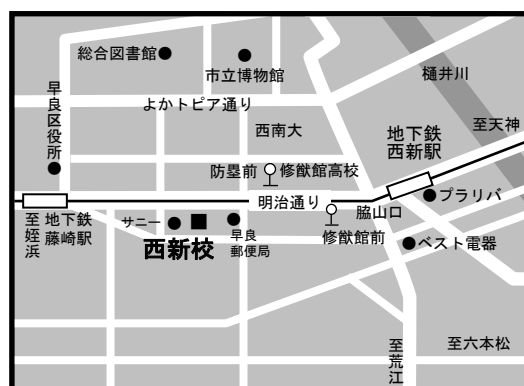 総合図書館
市立博物館
樋井川
よかトピア通り
早良区役所
西南大
地下鉄
西新駅
至天神
防塁前
修猷館高校
明治通り
脇山口
プラリバ
至姪浜
地下鉄
藤崎駅
サニー
西新校
早良
郵便局
修猷館前
ベスト電器
至荒江
至六本松